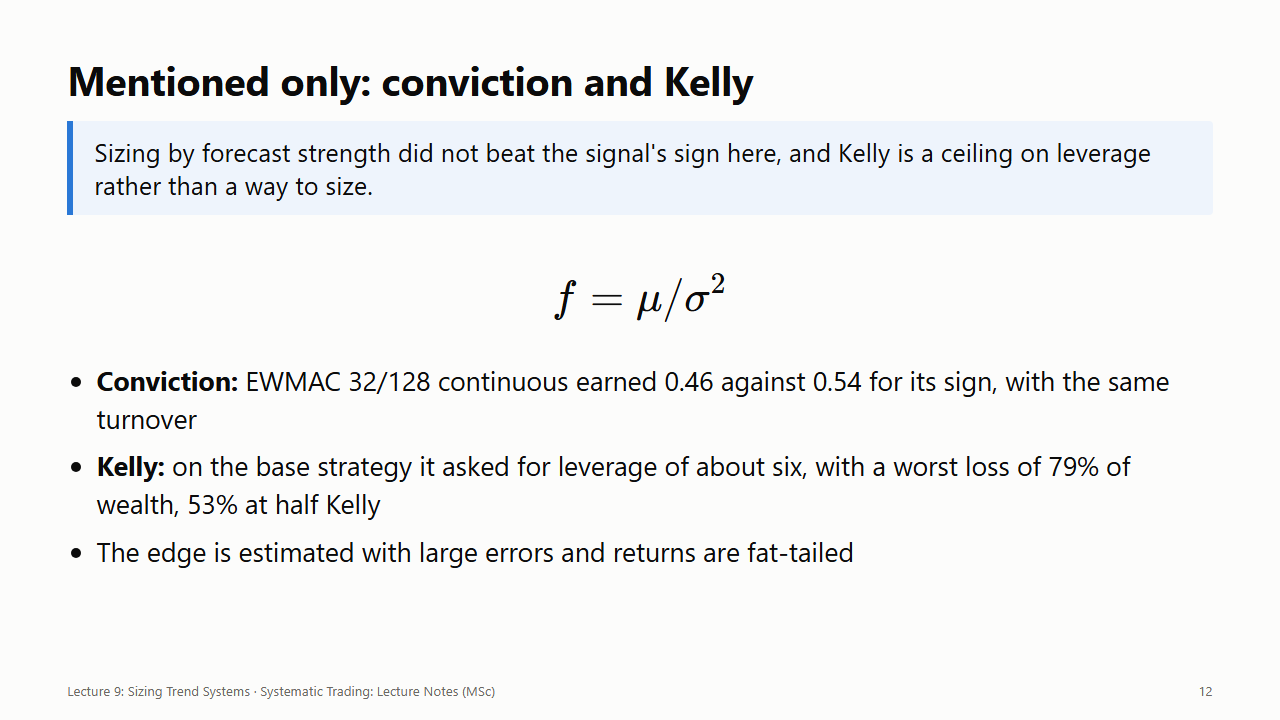 Mentioned only: conviction and Kelly
Sizing by forecast strength did not beat the signal's sign here, and Kelly is a ceiling on leverage
rather than a way to size.
f = μ/σ²
• Conviction: EWMAC 32/128 continuous earned 0.46 against 0.54 for its sign, with the same
turnover
• Kelly: on the base strategy it asked for leverage of about six, with a worst loss of 79% of
wealth, 53% at half Kelly
• The edge is estimated with large errors and returns are fat-tailed
Lecture 9: Sizing Trend Systems · Systematic Trading: Lecture Notes (MSc)
12